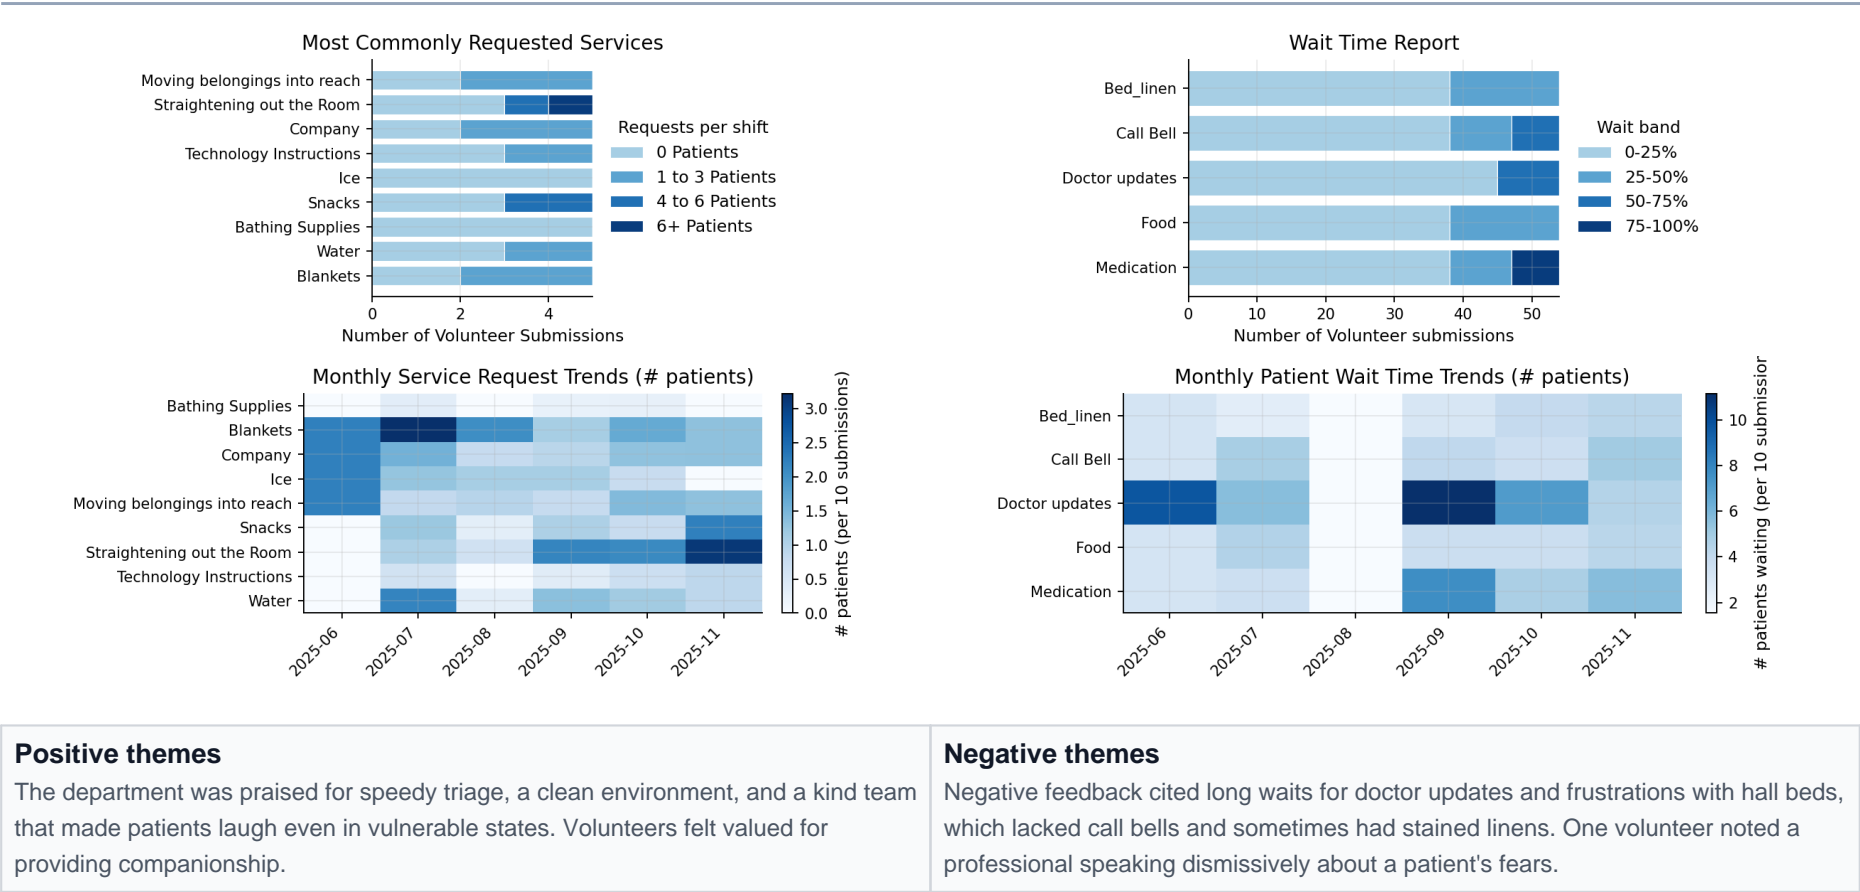 Most Commonly Requested Services
Moving belongings into reach
Straightening out the Room
Company
Technology Instructions
Ice
Snacks
Bathing Supplies
Water
Blankets
0 2 4
Number of Volunteer Submissions
Requests per shift
0 Patients
1 to 3 Patients
4 to 6 Patients
6+ Patients
Wait Time Report
Bed_linen
Call Bell
Doctor updates
Food
Medication
0 10 20 30 40 50
Number of Volunteer submissions
Wait band
0-25%
25-50%
50-75%
75-100%
Monthly Service Request Trends (# patients)
Bathing Supplies
Blankets
Company
Ice
Moving belongings into reach
Snacks
Straightening out the Room
Technology Instructions
Water
2025-06 2025-07 2025-08 2025-09 2025-10 2025-11
3.0
2.5
2.0
1.5
1.0
0.5
0.0
# patients (per 10 submissions)
Monthly Patient Wait Time Trends (# patients)
Bed_linen
Call Bell
Doctor updates
Food
Medication
2025-06 2025-07 2025-08 2025-09 2025-10 2025-11
10
8
6
4
2
# patients waiting (per 10 submission
Positive themes
The department was praised for speedy triage, a clean environment, and a kind team
that made patients laugh even in vulnerable states. Volunteers felt valued for
providing companionship.
Negative themes
Negative feedback cited long waits for doctor updates and frustrations with hall beds,
which lacked call bells and sometimes had stained linens. One volunteer noted a
professional speaking dismissively about a patient's fears.